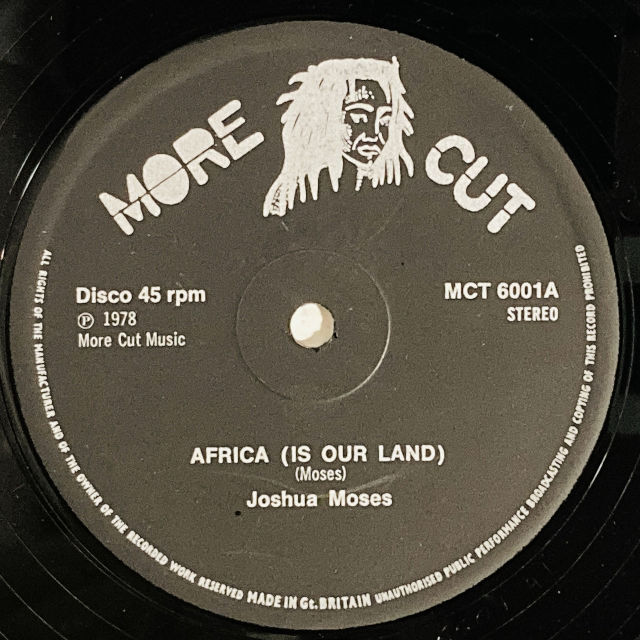 MORE CUT
Disco 45 rpm
Ⓟ 1978
More Cut Music
MCT 6001A
STEREO
AFRICA (IS OUR LAND)
(Moses)
Joshua Moses
ALL RIGHTS OF THE MANUFACTURER AND OF THE OWNER OF THE RECORDED WORK RESERVED MADE IN Gt. BRITAIN UNAUTHORISED PUBLIC PERFORMANCE BROADCASTING AND COPYING OF THIS RECORD PROHIBITED